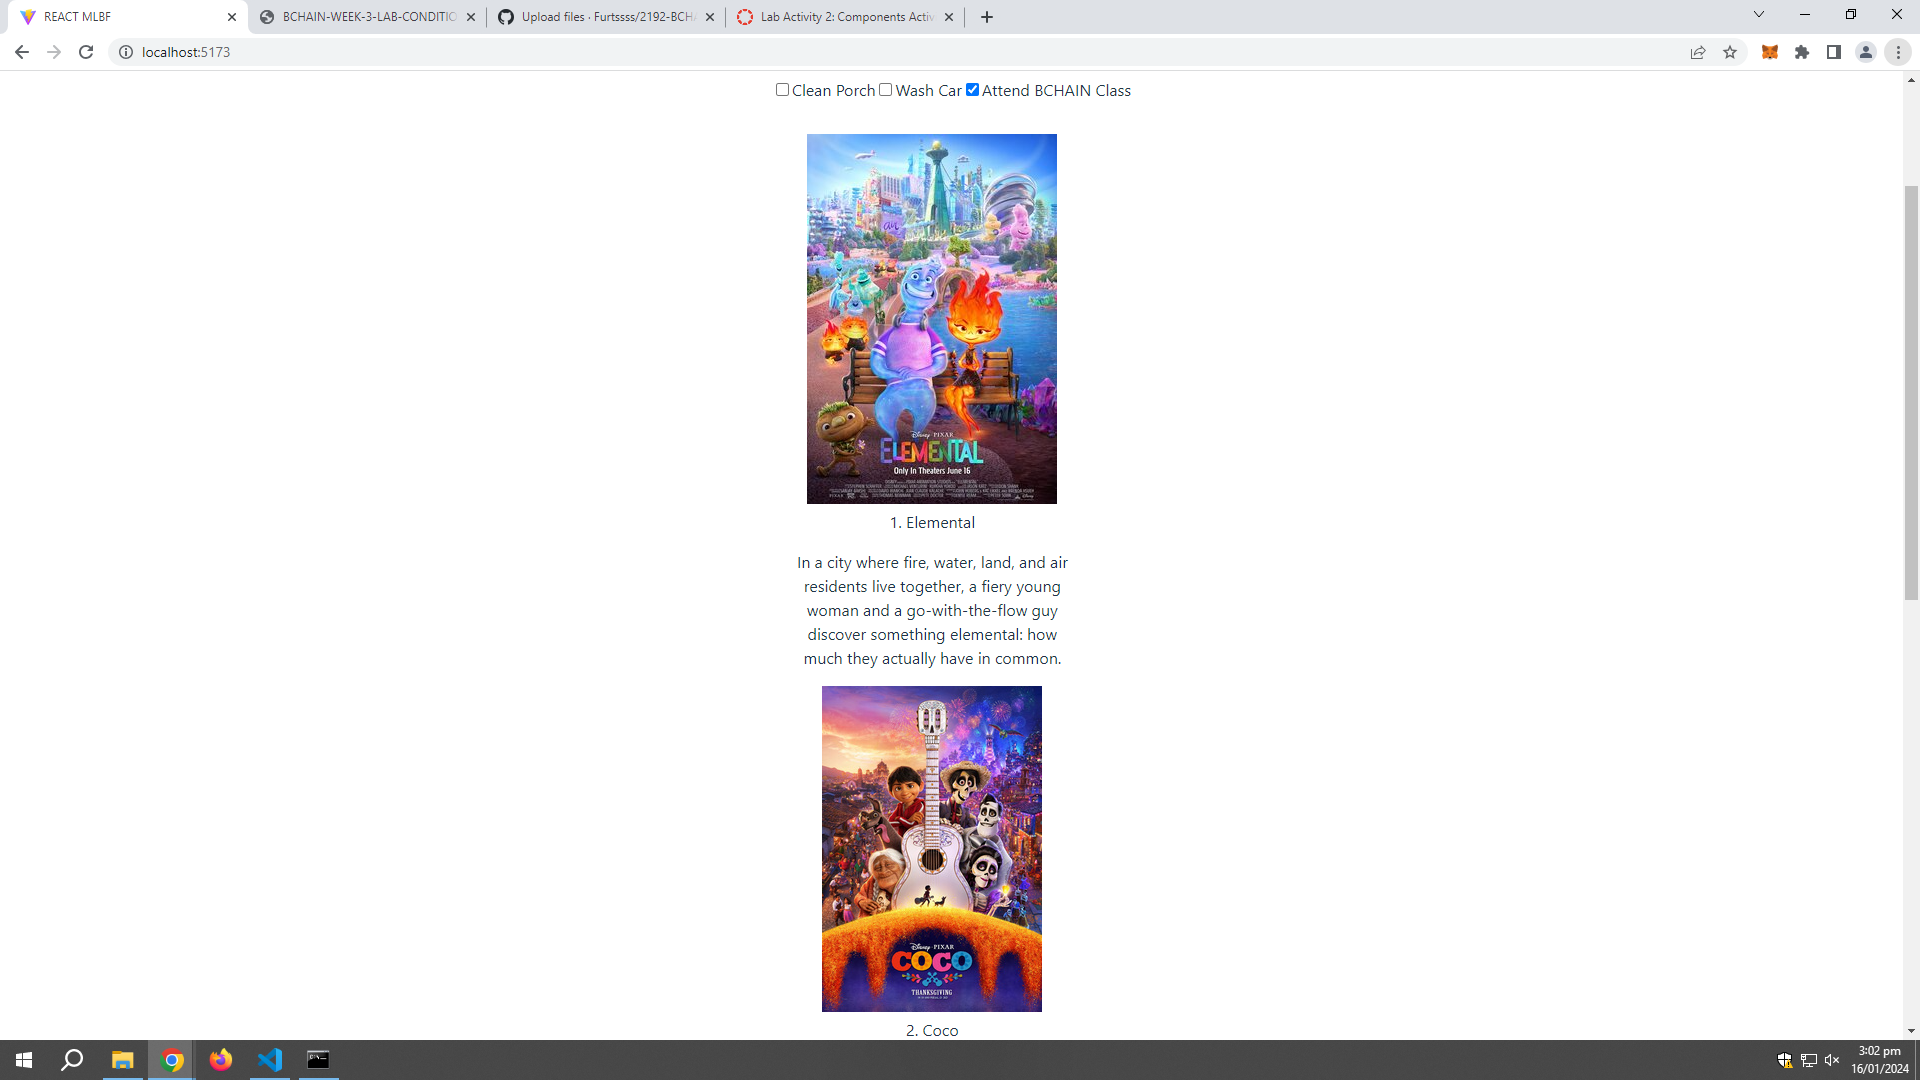 REACT MLBF
BCHAIN-WEEK-3-LAB-CONDITIO
Upload files · Furtssss/2192-BCHA
Lab Activity 2: Components Activ
localhost:5173
Clean Porch Wash Car Attend BCHAIN Class
air
Disney PIXAR
ELEMENTAL
Only In Theaters June 16
1. Elemental
In a city where fire, water, land, and air
residents live together, a fiery young
woman and a go-with-the-flow guy
discover something elemental: how
much they actually have in common.
Disney PIXAR
COCO
THANKSGIVING
2. Coco
3:02 pm
16/01/2024